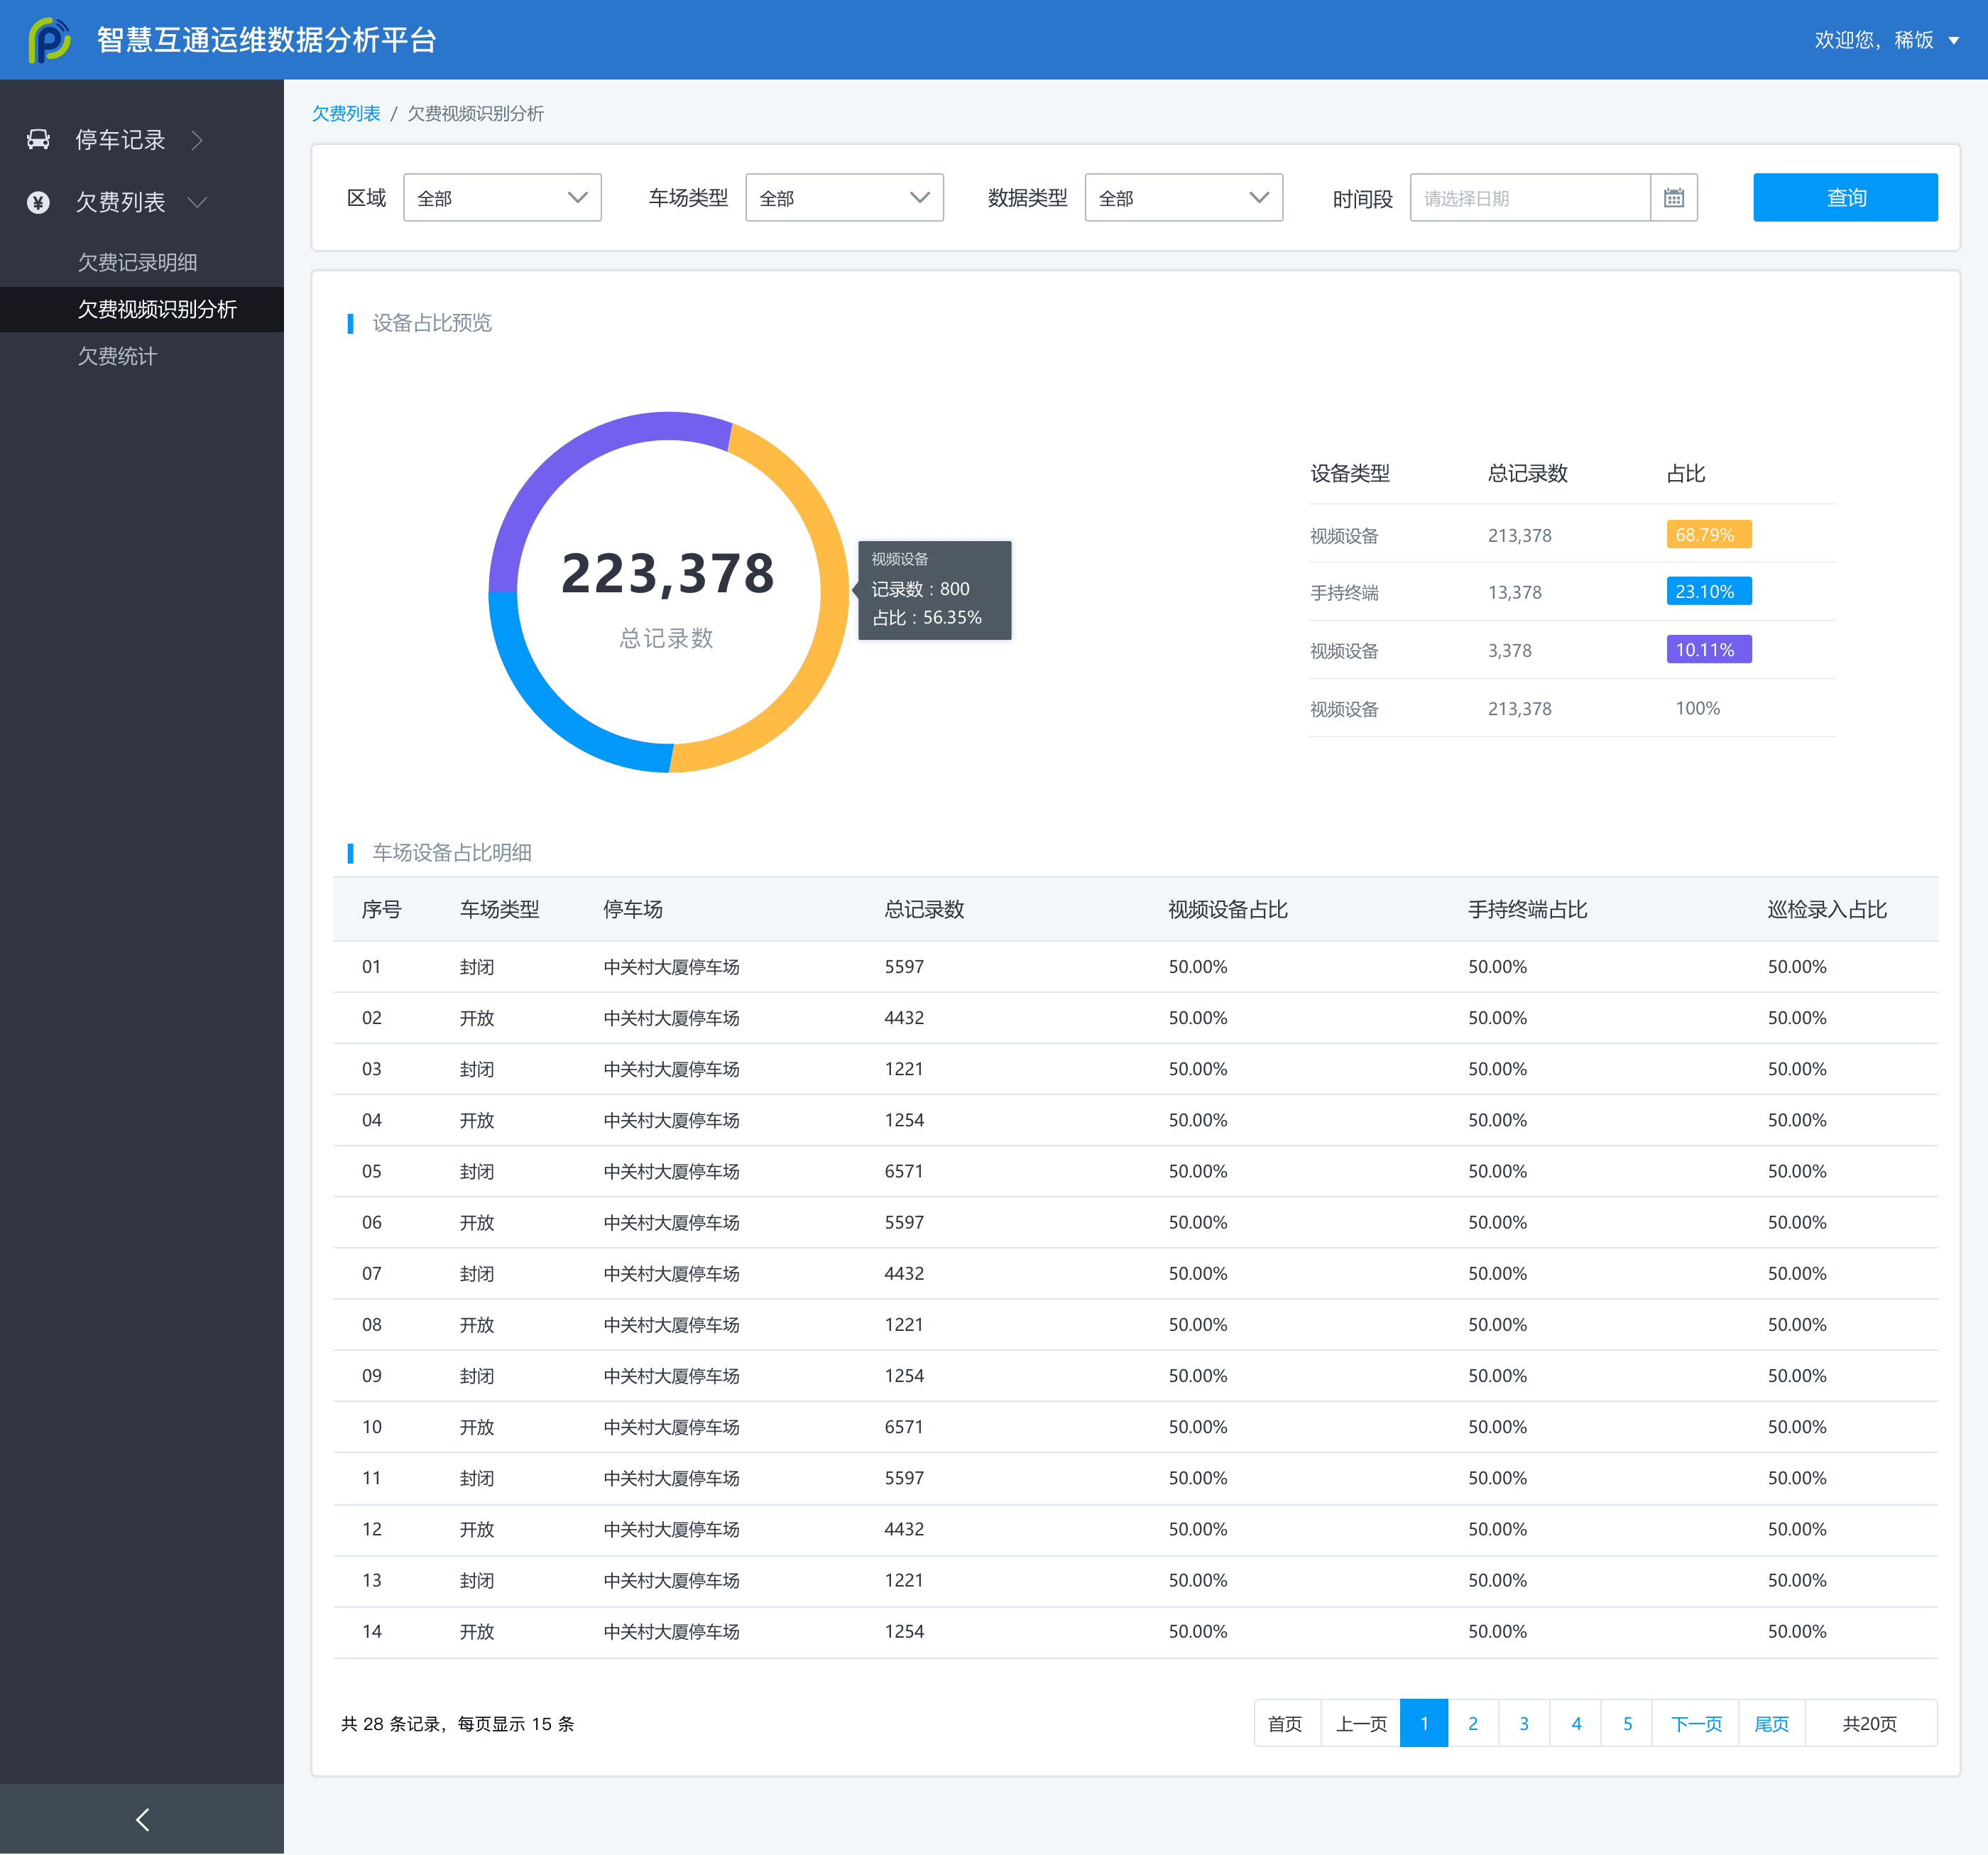 智慧互通运维数据分析平台
欢迎您，稀饭
停车记录
欠费列表
欠费记录明细
欠费视频识别分析
欠费统计
欠费列表 / 欠费视频识别分析
区域 全部 车场类型 全部 数据类型 全部 时间段 请选择日期 查询
设备占比预览
223,378
总记录数
视频设备
记录数：800
占比：56.35%
设备类型 总记录数 占比
视频设备 213,378 68.79%
手持终端 13,378 23.10%
视频设备 3,378 10.11%
视频设备 213,378 100%
车场设备占比明细
序号 车场类型 停车场 总记录数 视频设备占比 手持终端占比 巡检录入占比
01 封闭 中关村大厦停车场 5597 50.00% 50.00% 50.00%
02 开放 中关村大厦停车场 4432 50.00% 50.00% 50.00%
03 封闭 中关村大厦停车场 1221 50.00% 50.00% 50.00%
04 开放 中关村大厦停车场 1254 50.00% 50.00% 50.00%
05 封闭 中关村大厦停车场 6571 50.00% 50.00% 50.00%
06 开放 中关村大厦停车场 5597 50.00% 50.00% 50.00%
07 封闭 中关村大厦停车场 4432 50.00% 50.00% 50.00%
08 开放 中关村大厦停车场 1221 50.00% 50.00% 50.00%
09 封闭 中关村大厦停车场 1254 50.00% 50.00% 50.00%
10 开放 中关村大厦停车场 6571 50.00% 50.00% 50.00%
11 封闭 中关村大厦停车场 5597 50.00% 50.00% 50.00%
12 开放 中关村大厦停车场 4432 50.00% 50.00% 50.00%
13 封闭 中关村大厦停车场 1221 50.00% 50.00% 50.00%
14 开放 中关村大厦停车场 1254 50.00% 50.00% 50.00%
共 28 条记录，每页显示 15 条
首页 上一页 1 2 3 4 5 下一页 尾页 共20页